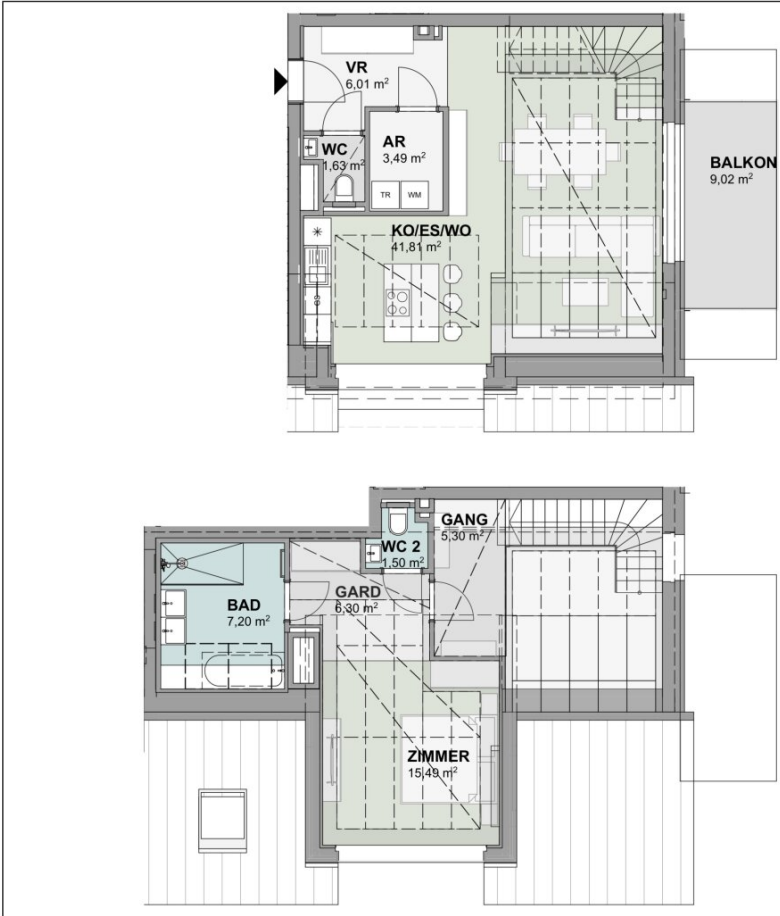 VR
6,01 m²
WC
1,63 m²
AR
3,49 m²
TR
WM
BALKON
9,02 m²
KO/ES/WO
41,81 m²
GS
GANG
5,30 m²
WC 2
1,50 m²
GARD
6,30 m²
BAD
7,20 m²
ZIMMER
15,49 m²